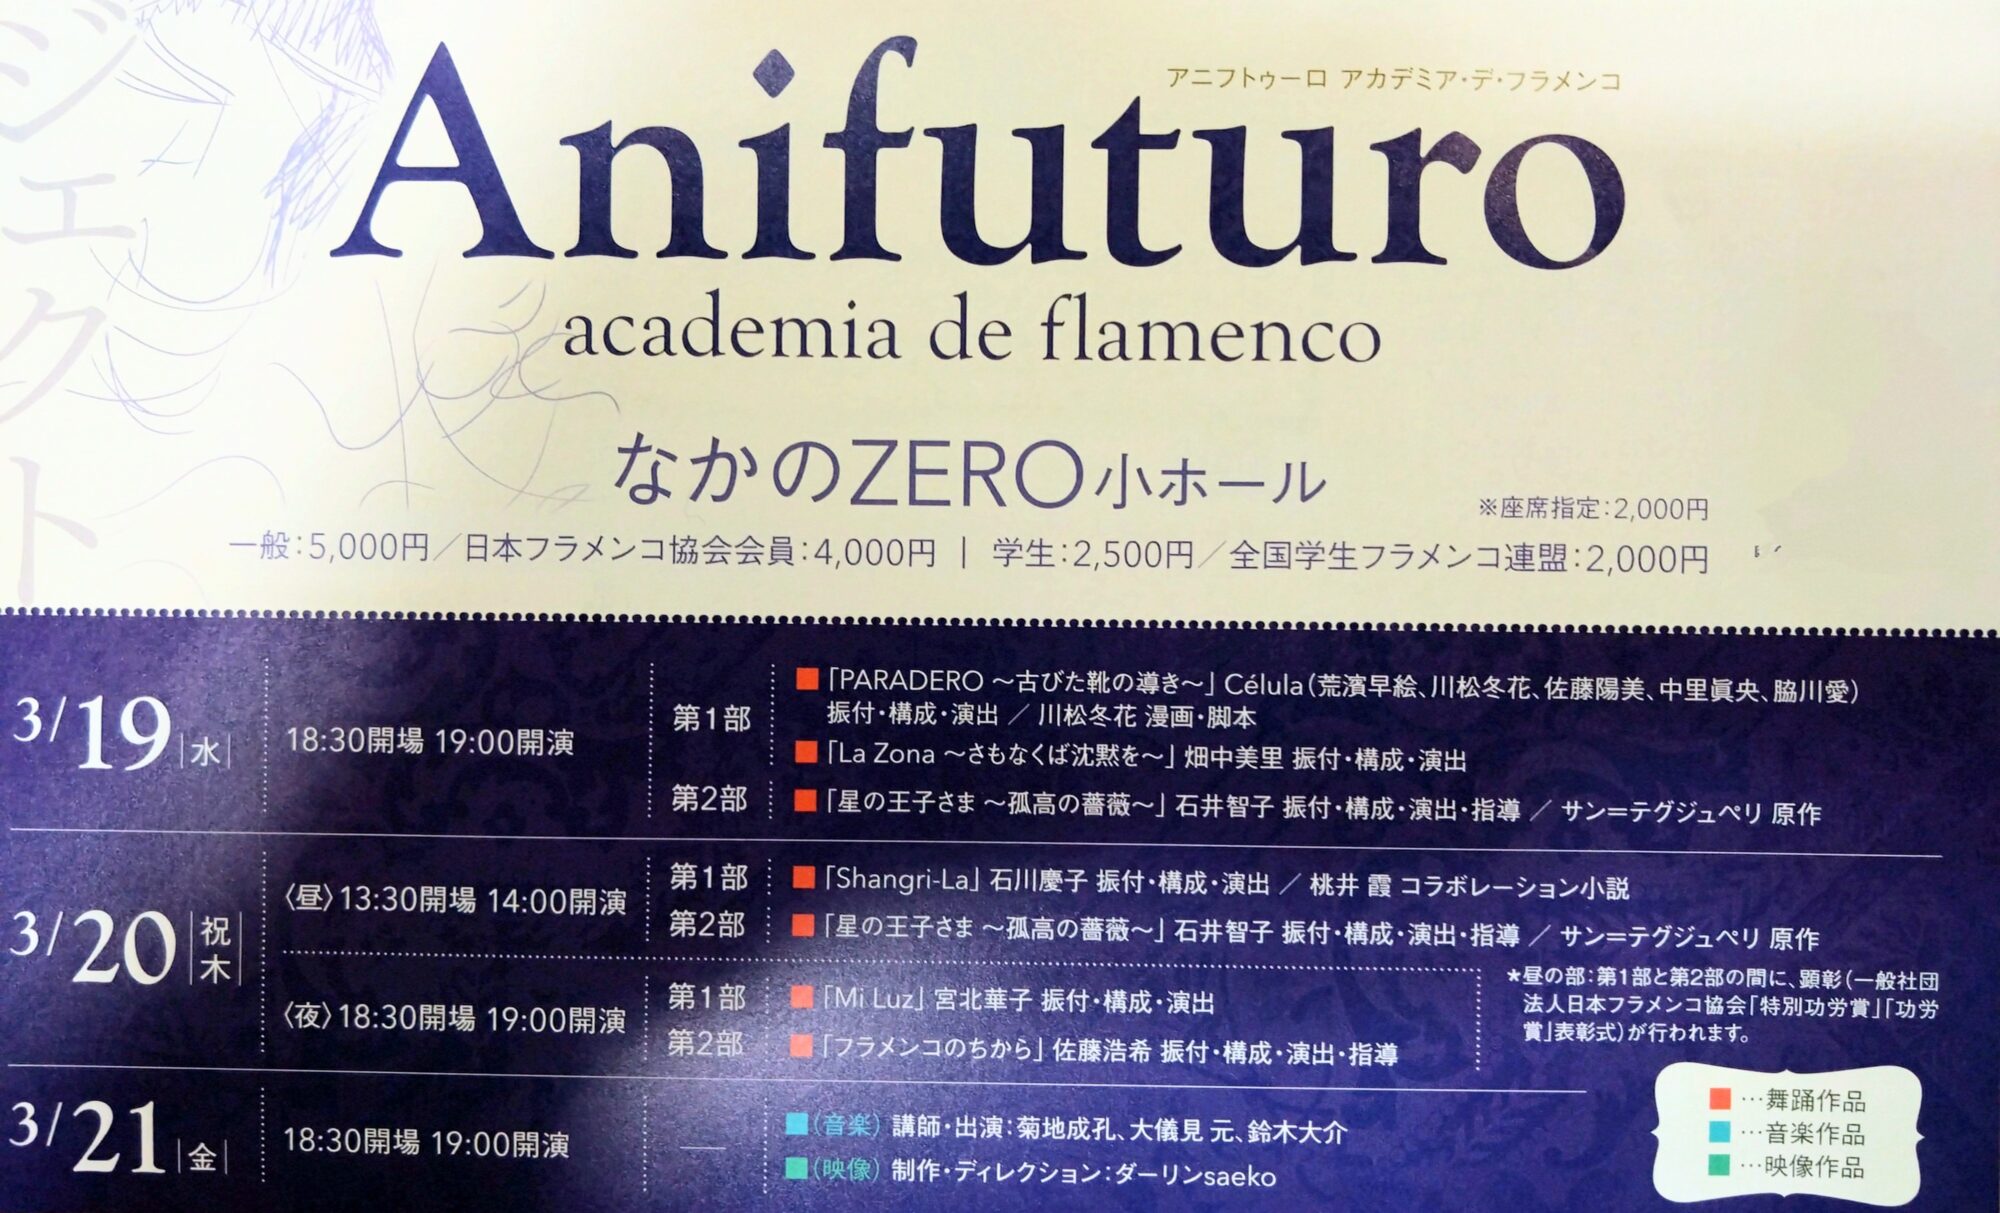 ジェクト
アニフトゥーロ アカデミア・デ・フラメンコ
Anifuturo
academia de flamenco
なかのZERO小ホール
※座席指定：2,000円
一般：5,000円／日本フラメンコ協会会員：4,000円 | 学生：2,500円／全国学生フラメンコ連盟：2,000円
3/19 水
18:30開場 19:00開演
第1部
「PARADERO ～古びた靴の導き～」 Célula（荒濱早絵、川松冬花、佐藤陽美、中里眞央、脇川愛）
振付・構成・演出 ／ 川松冬花 漫画・脚本
「La Zona ～さもなくば沈黙を～」 畑中美里 振付・構成・演出
第2部
「星の王子さま ～孤高の薔薇～」 石井智子 振付・構成・演出・指導 ／ サン＝テグジュペリ 原作
3/20 祝木
〈昼〉13:30開場 14:00開演
第1部
「Shangri-La」 石川慶子 振付・構成・演出 ／ 桃井 霞 コラボレーション小説
第2部
「星の王子さま ～孤高の薔薇～」 石井智子 振付・構成・演出・指導 ／ サン＝テグジュペリ 原作
〈夜〉18:30開場 19:00開演
第1部
「Mi Luz」 宮北華子 振付・構成・演出
第2部
「フラメンコのちから」 佐藤浩希 振付・構成・演出・指導
*昼の部：第1部と第2部の間に、顕彰（一般社団
法人日本フラメンコ協会「特別功労賞」「功労
賞」表彰式）が行われます。
3/21 金
18:30開場 19:00開演
（音楽） 講師・出演：菊地成孔、大儀見 元、鈴木大介
（映像） 制作・ディレクション：ダーリンsaeko
…舞踊作品
…音楽作品
…映像作品